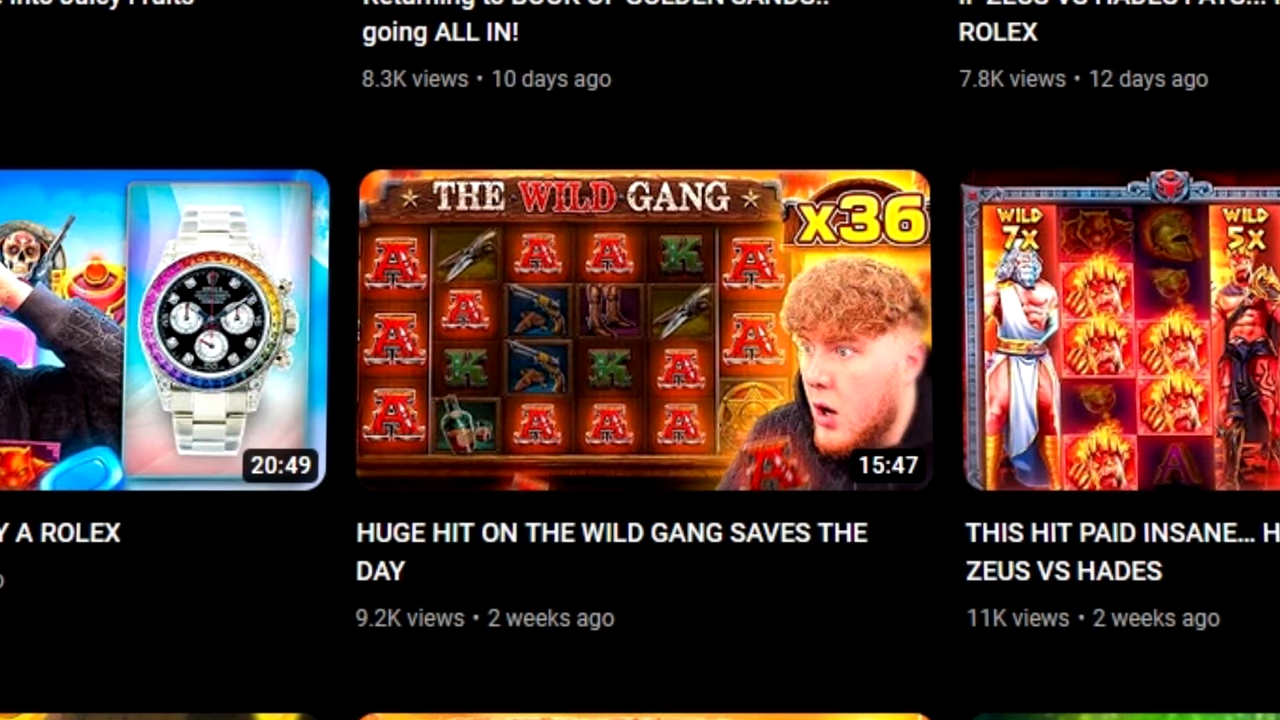 going ALL IN!
ROLEX
8.3K views • 10 days ago
7.8K views • 12 days ago
THE WILD GANG
x36
WILD
7x
WILD
5x
A
A
A
K
A
A
A
A
K
K
A
A
A
A
A
A
20:49
15:47
Y A ROLEX
HUGE HIT ON THE WILD GANG SAVES THE
DAY
9.2K views • 2 weeks ago
THIS HIT PAID INSANE... H
ZEUS VS HADES
11K views • 2 weeks ago